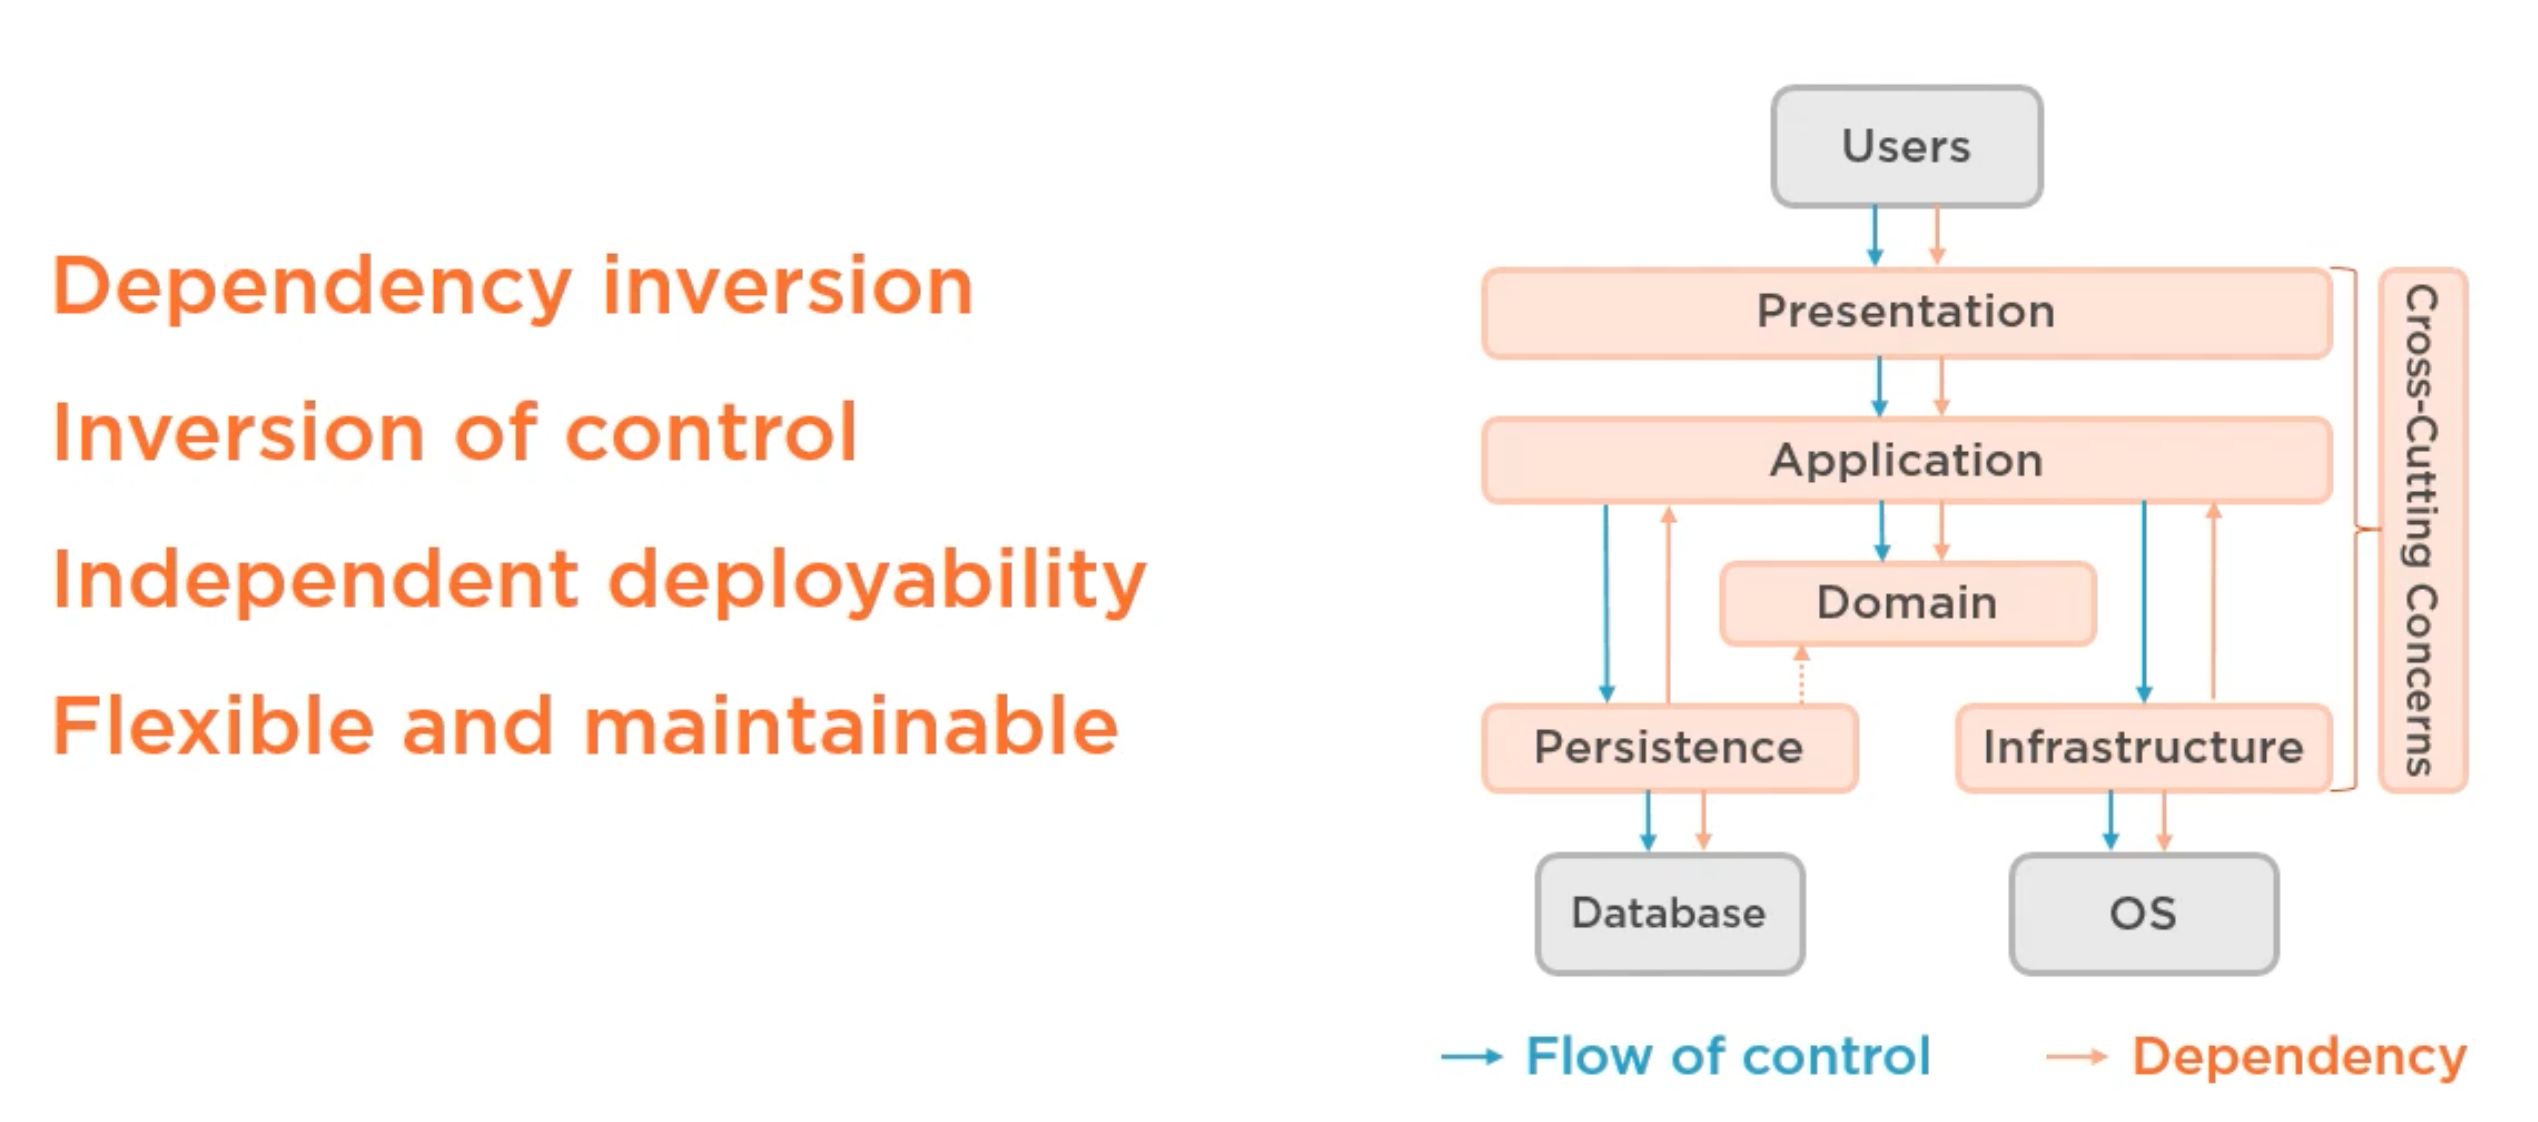 Dependency inversion
Inversion of control
Independent deployability
Flexible and maintainable
Users
Presentation
Application
Domain
Persistence
Infrastructure
Database
OS
Cross-Cutting Concerns
Flow of control
Dependency